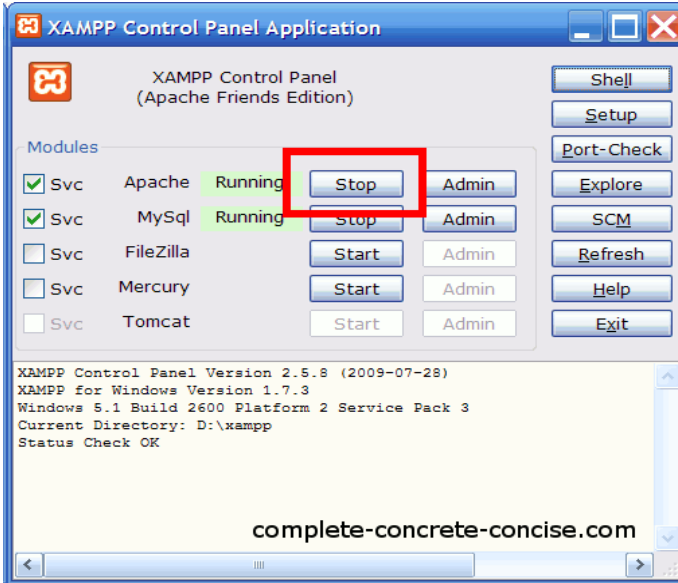 XAMPP Control Panel Application
XAMPP Control Panel
(Apache Friends Edition)
Shell
Setup
Port-Check
Explore
SCM
Refresh
Help
Exit
Modules
Svc Apache Running Stop Admin
Svc MySql Running Stop Admin
Svc FileZilla Start Admin
Svc Mercury Start Admin
Svc Tomcat Start Admin
XAMPP Control Panel Version 2.5.8 (2009-07-28)
XAMPP for Windows Version 1.7.3
Windows 5.1 Build 2600 Platform 2 Service Pack 3
Current Directory: D:\xampp
Status Check OK
complete-concrete-concise.com